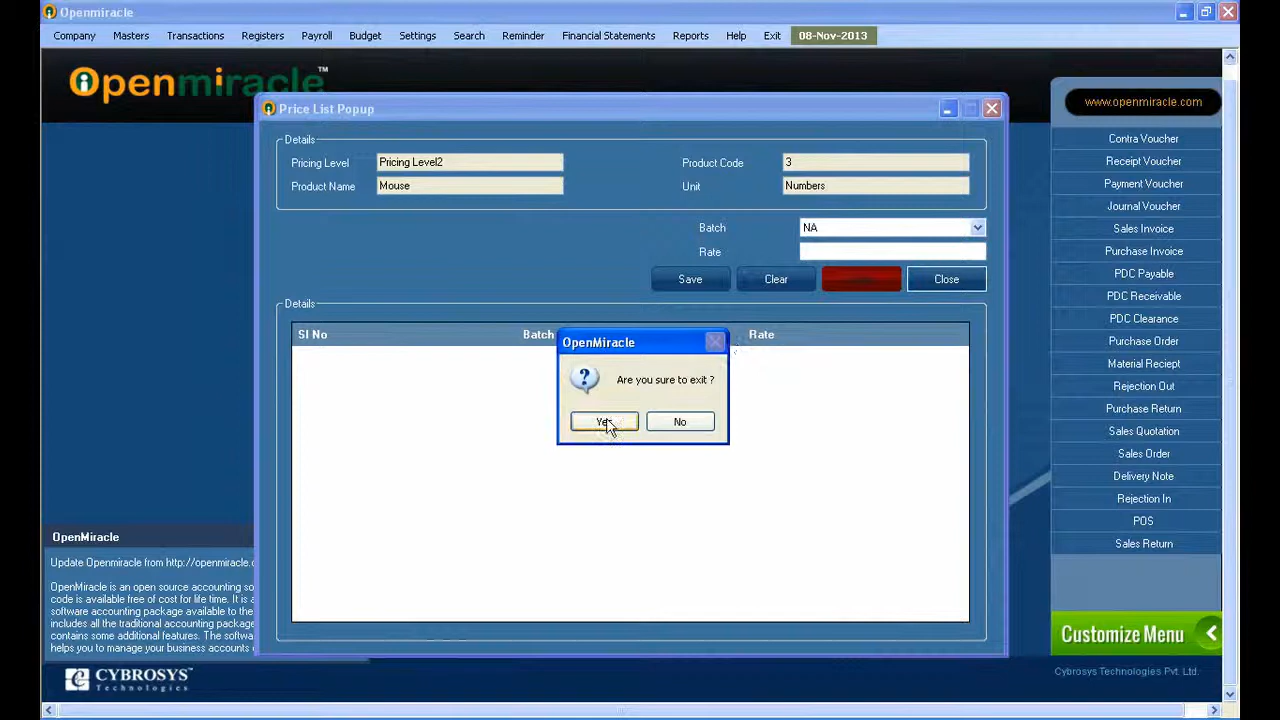 Openmiracle
Company Masters Transactions Registers Payroll Budget Settings Search Reminder Financial Statements Reports Help Exit 08-Nov-2013
Openmiracle™
www.openmiracle.com
Price List Popup
Details
Pricing Level Pricing Level2 Product Code 3
Product Name Mouse Unit Numbers
Batch NA
Rate
Save Clear Close
Details
Sl No Batch Rate
OpenMiracle
Are you sure to exit ?
Yes No
Contra Voucher
Receipt Voucher
Payment Voucher
Journal Voucher
Sales Invoice
Purchase Invoice
PDC Payable
PDC Receivable
PDC Clearance
Purchase Order
Material Reciept
Rejection Out
Purchase Return
Sales Quotation
Sales Order
Delivery Note
Rejection In
POS
Sales Return
Customize Menu
Cybrosys Technologies Pvt. Ltd.
OpenMiracle
Update Openmiracle from http://openmiracle.
OpenMiracle is an open source accounting so
code is available free of cost for life time. It is
software accounting package available to the
includes all the traditional accounting package
contains some additional features. The softw
helps you to manage your business accounts
CYBROSYS
Technologies